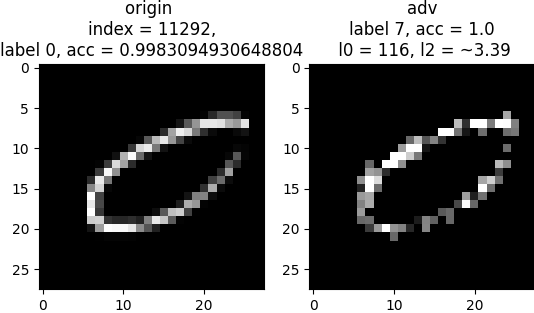 origin
index = 11292,
label 0, acc = 0.9983094930648804
adv
label 7, acc = 1.0
l0 = 116, l2 = ~3.39
0
5
10
15
20
25
0 10 20
0
5
10
15
20
25
0 10 20